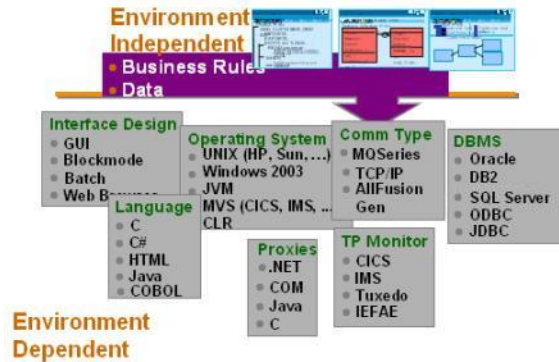 Environment
Independent
Business Rules
Data
Interface Design
GUI
Blockmode
Batch
Web
Operating System
UNIX (HP, Sun, ...)
Windows 2003
JVM
MVS (CICS, IMS, ...
CLR
Comm Type
MQSeries
TCP/IP
AllFusion
Gen
DBMS
Oracle
DB2
SQL Server
ODBC
JDBC
Language
C
C#
HTML
Java
COBOL
Proxies
.NET
COM
Java
C
TP Monitor
CICS
IMS
Tuxedo
IEFAE
Environment
Dependent